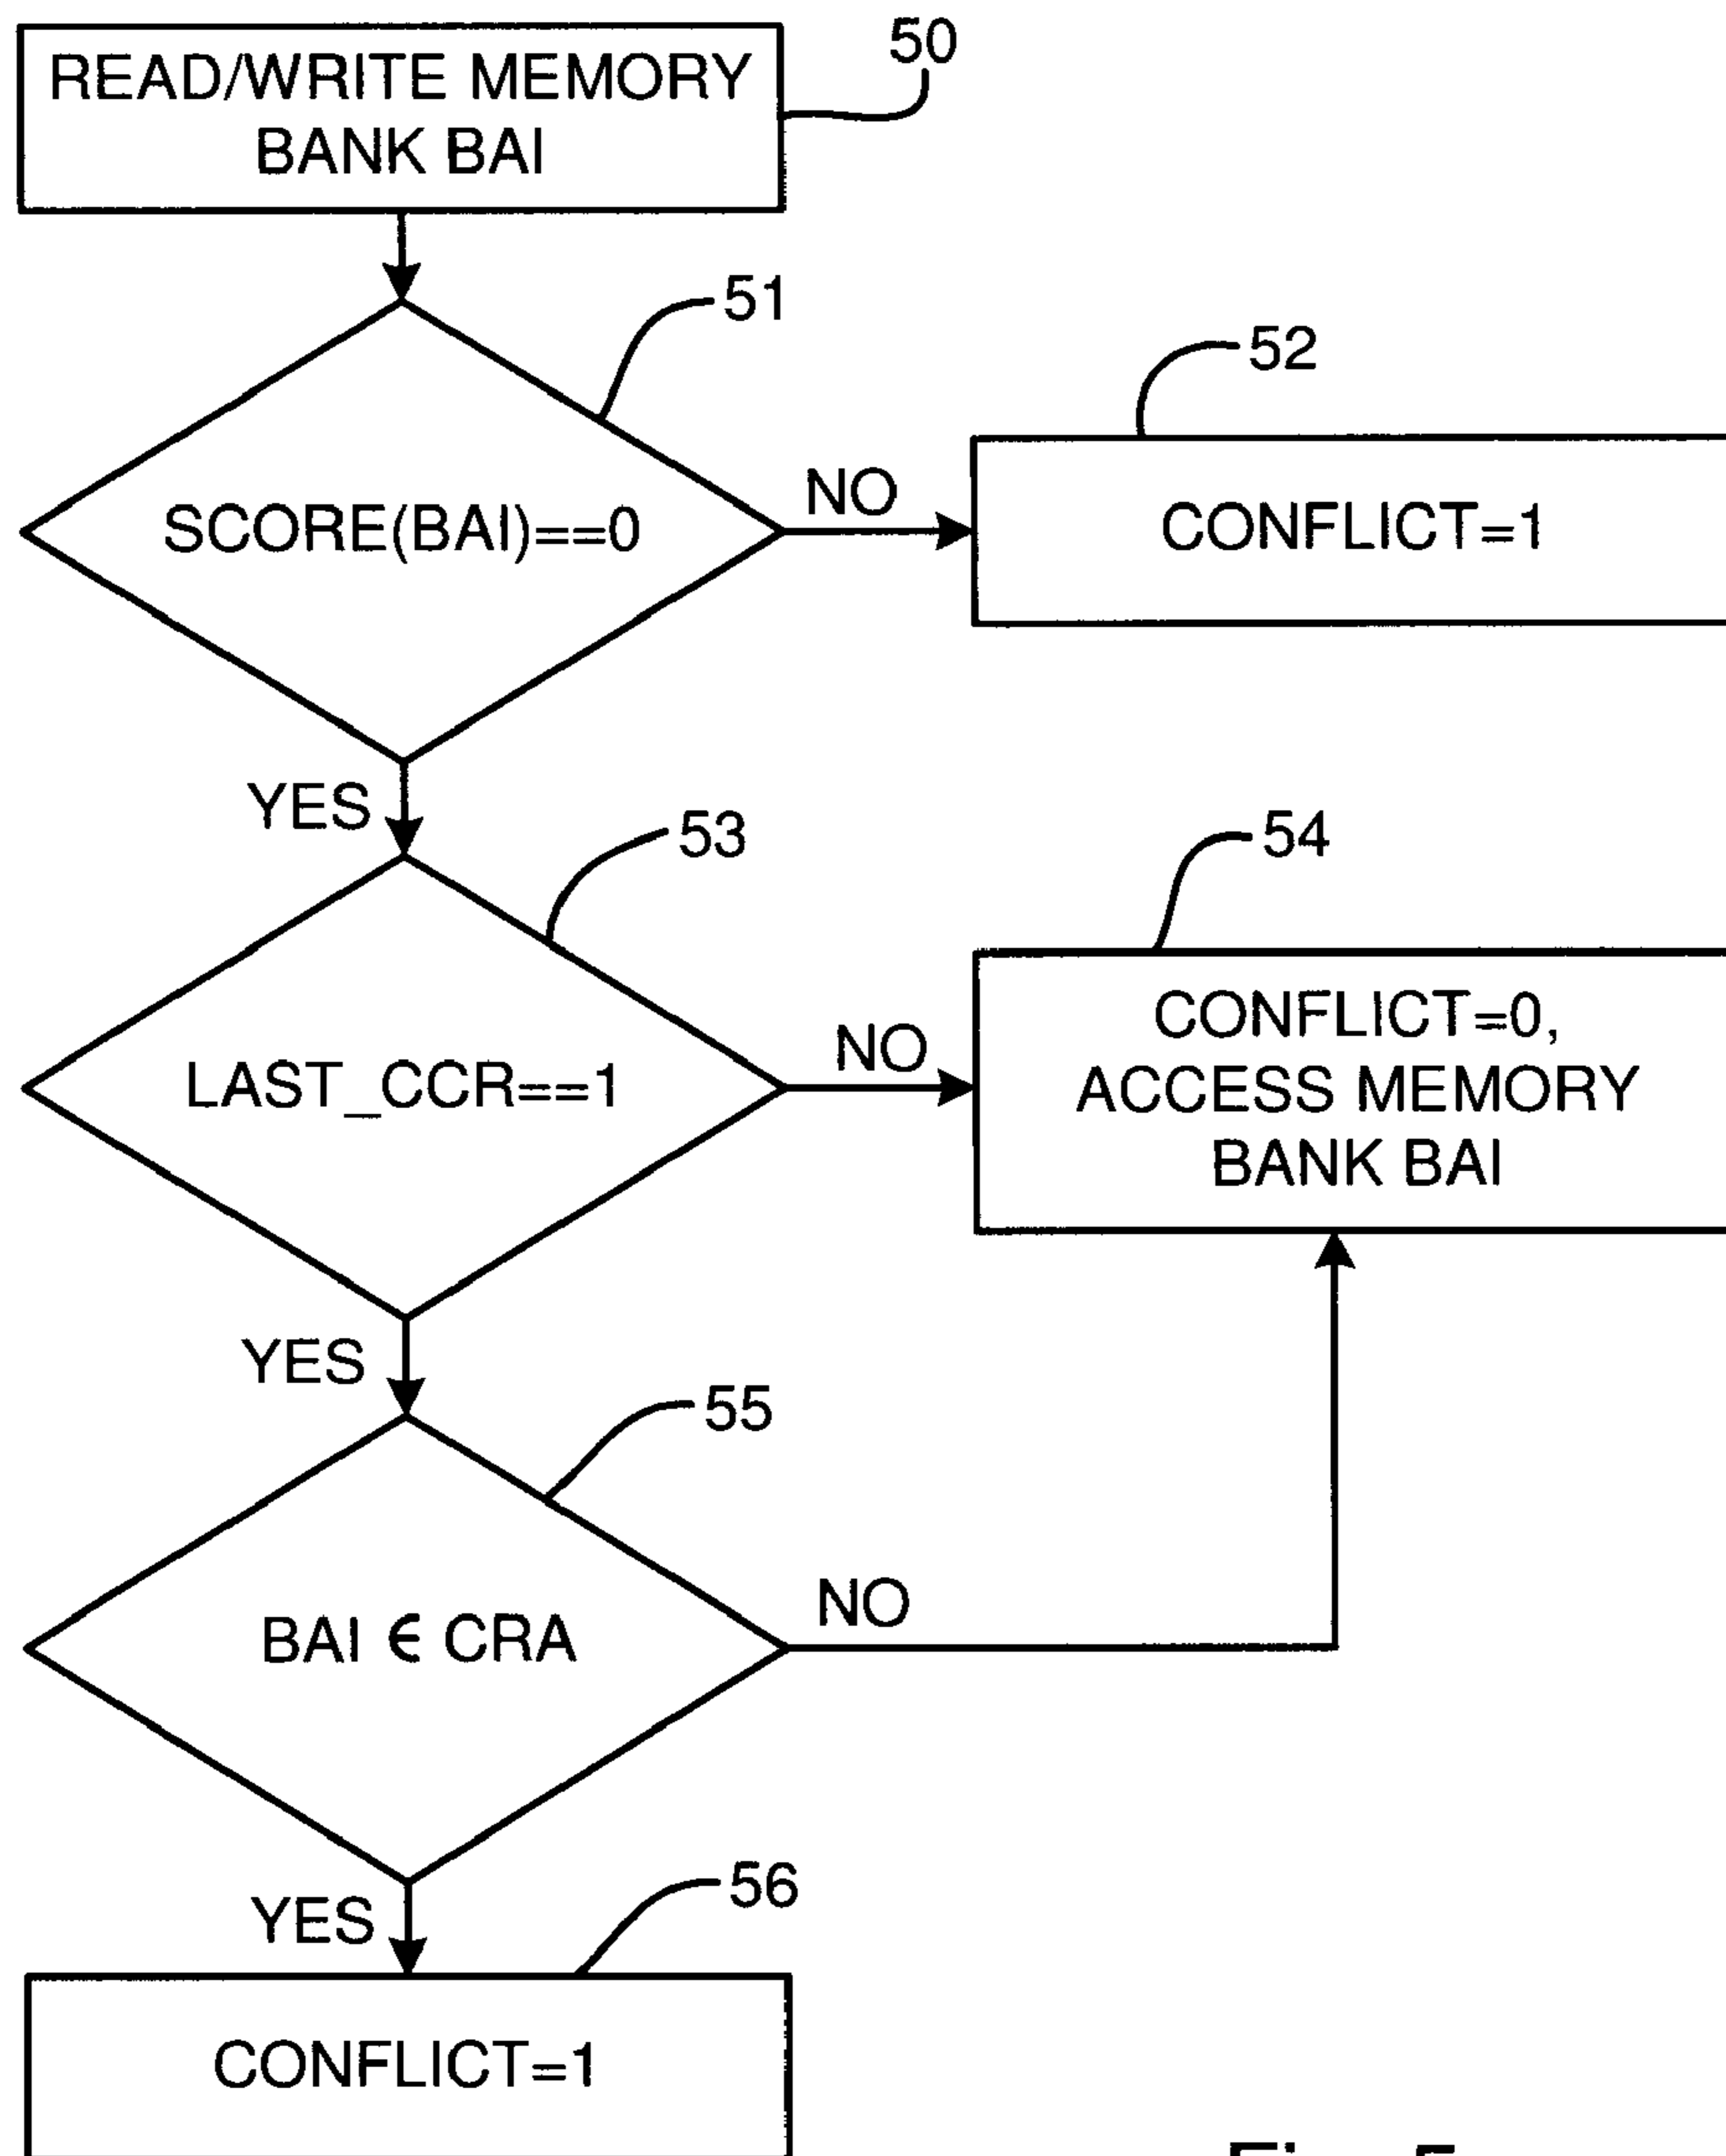 READ/WRITE MEMORY
BANK BAI
50
51
SCORE(BAI)==0
NO
52
CONFLICT=1
YES
53
LAST_CCR==1
NO
54
CONFLICT=0,
ACCESS MEMORY
BANK BAI
YES
55
BAI ∈ CRA
NO
YES
56
CONFLICT=1